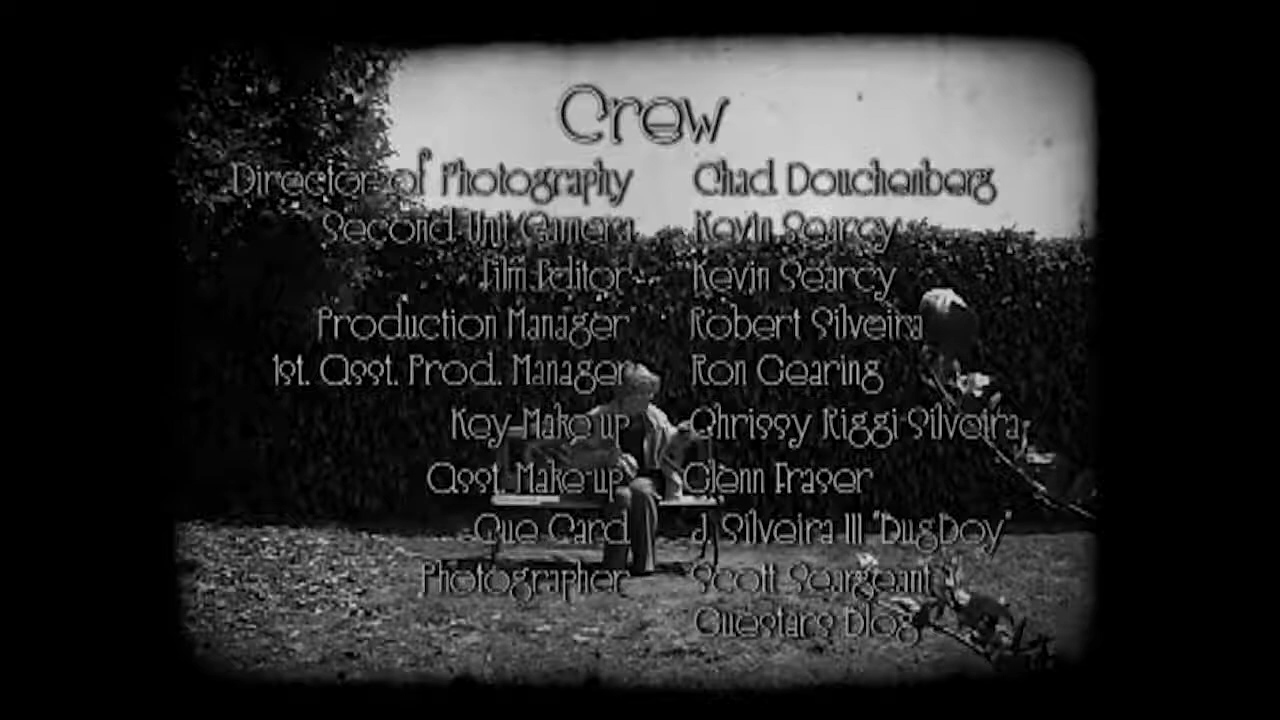 Crew
Director of Photography Chad Douchenberg
Second Unit Camera Kevin Searcy
Film Editor Kevin Searcy
Production Manager Robert Silveira
1st. Asst. Prod. Manager Ron Gearing
Key Make up Chrissy Riggi Silveira
Asst. Make-up Glenn Fraser
Cue Card J. Silveira III "BugBoy"
Photographer Scott Seargeant
Questars Blog